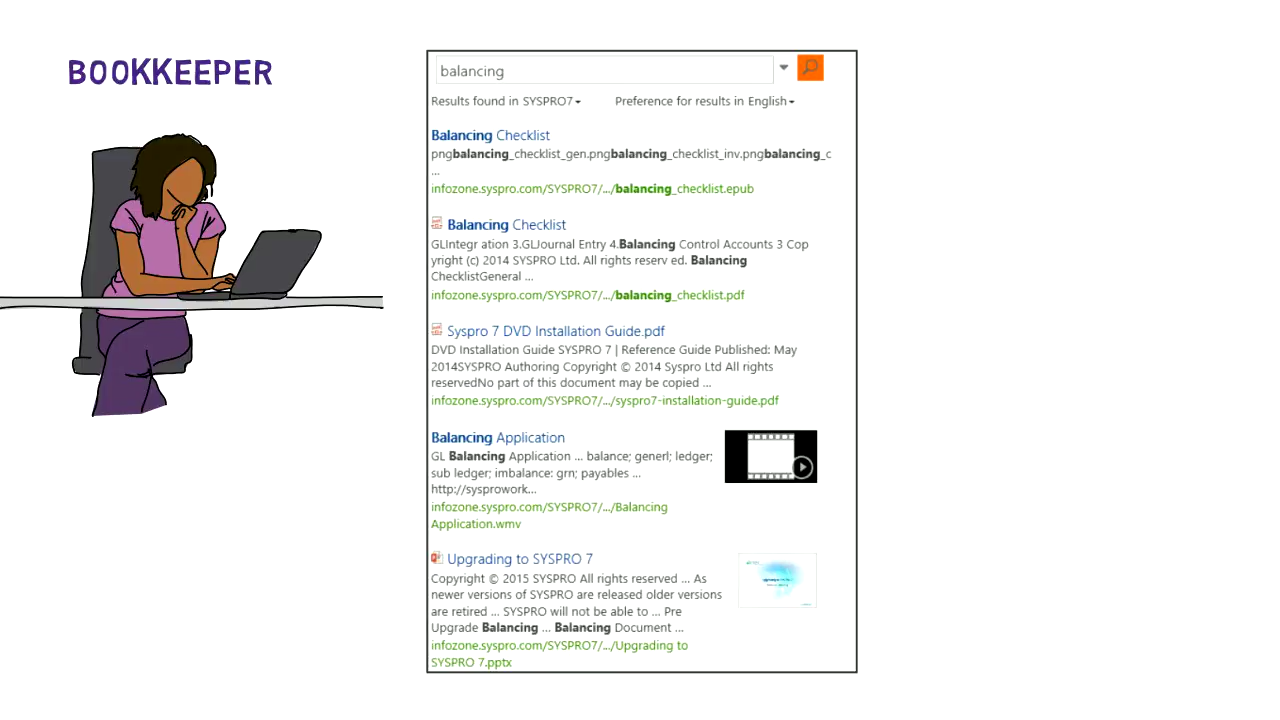 BOOKKEEPER
balancing
Results found in SYSPRO7 Preference for results in English
Balancing Checklist
pngbalancing_checklist_gen.pngbalancing_checklist_inv.pngbalancing_c
...
infozone.syspro.com/SYSPRO7/.../balancing_checklist.epub
Balancing Checklist
GLIntegr ation 3.GLJournal Entry 4.Balancing Control Accounts 3 Cop
yright (c) 2014 SYSPRO Ltd. All rights reserv ed. Balancing
ChecklistGeneral ...
infozone.syspro.com/SYSPRO7/.../balancing_checklist.pdf
Syspro 7 DVD Installation Guide.pdf
DVD Installation Guide SYSPRO 7 | Reference Guide Published: May
2014SYSPRO Authoring Copyright © 2014 Syspro Ltd All rights
reservedNo part of this document may be copied ...
infozone.syspro.com/SYSPRO7/.../syspro7-installation-guide.pdf
Balancing Application
GL Balancing Application ... balance; generl; ledger;
sub ledger; imbalance: grn; payables ...
http://sysprowork...
infozone.syspro.com/SYSPRO7/.../Balancing
Application.wmv
Upgrading to SYSPRO 7
Copyright © 2015 SYSPRO All rights reserved ... As
newer versions of SYSPRO are released older versions
are retired ... SYSPRO will not be able to ... Pre
Upgrade Balancing ... Balancing Document ...
infozone.syspro.com/SYSPRO7/.../Upgrading to
SYSPRO 7.pptx